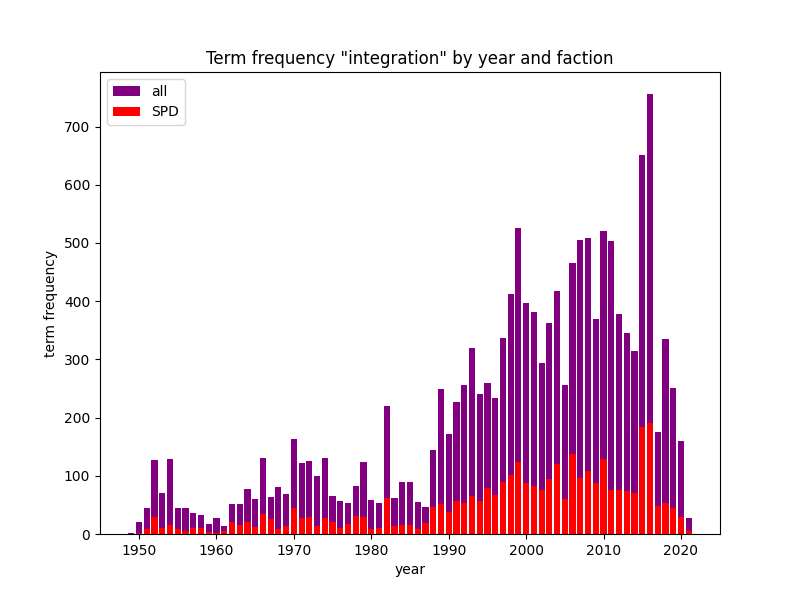 Term frequency "integration" by year and faction
all
SPD
term frequency
700
600
500
400
300
200
100
0
1950 1960 1970 1980 1990 2000 2010 2020
year